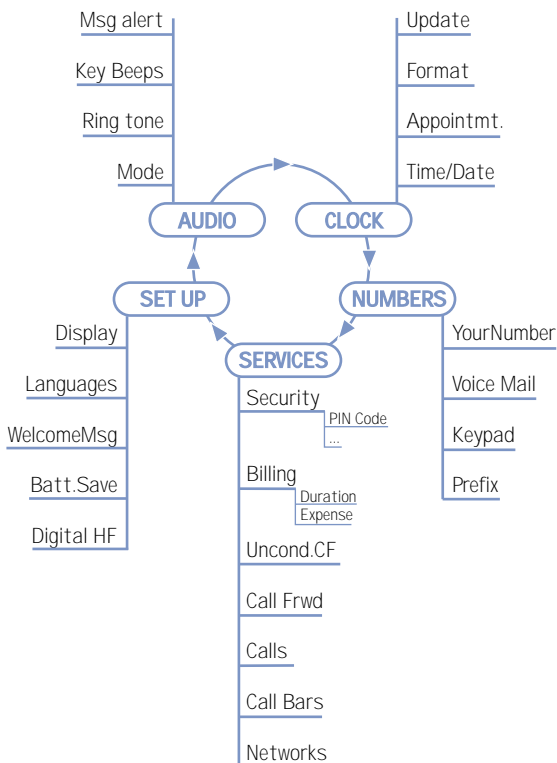 Msg alert
Key Beeps
Ring tone
Mode
AUDIO
Update
Format
Appointmt.
Time/Date
CLOCK
SET UP
Display
Languages
WelcomeMsg
Batt.Save
Digital HF
NUMBERS
YourNumber
Voice Mail
Keypad
Prefix
SERVICES
Security
PIN Code
...
Billing
Duration
Expense
Uncond.CF
Call Frwd
Calls
Call Bars
Networks